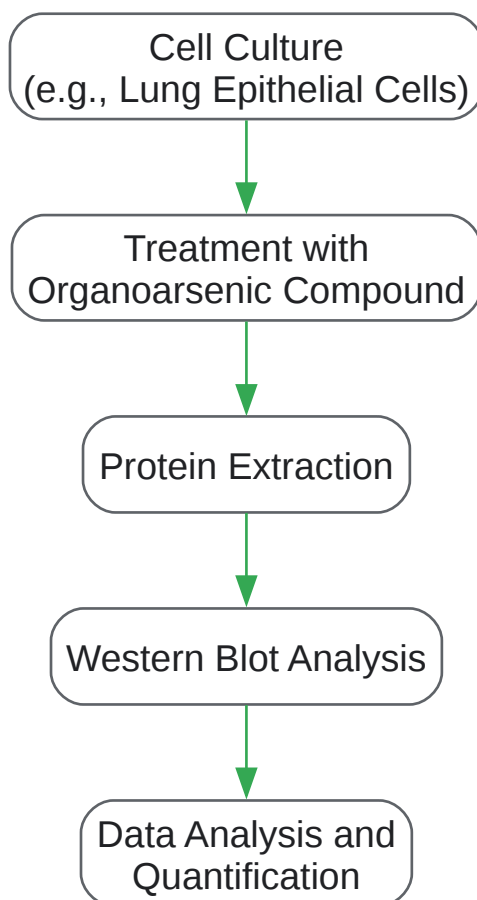 Cell Culture
(e.g., Lung Epithelial Cells)
Treatment with
Organoarsenic Compound
Protein Extraction
Western Blot Analysis
Data Analysis and
Quantification